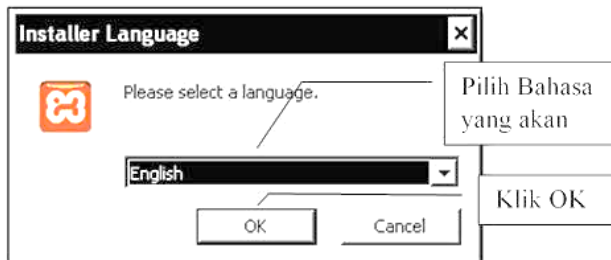 Installer Language
Please select a language.
Pilih Bahasa
yang akan
English
Klik OK
OK
Cancel